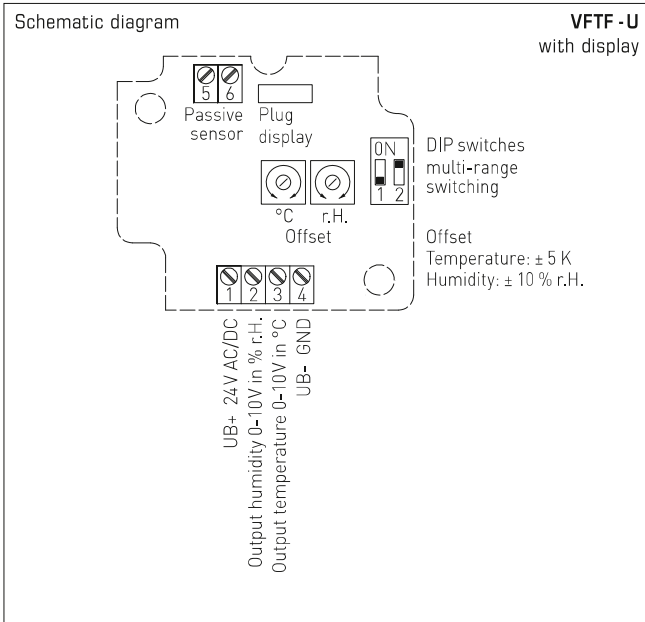 Schematic diagram
VFTF - U
with display
5 6
Passive
sensor
Plug
display
ON
1 2
DIP switches
multi-range
switching
°C
r.H.
Offset
Offset
Temperature: ± 5 K
Humidity: ± 10 % r.H.
1 2 3 4
UB+ 24V AC/DC
Output humidity 0-10V in % r.H.
Output temperature 0-10V in °C
UB- GND